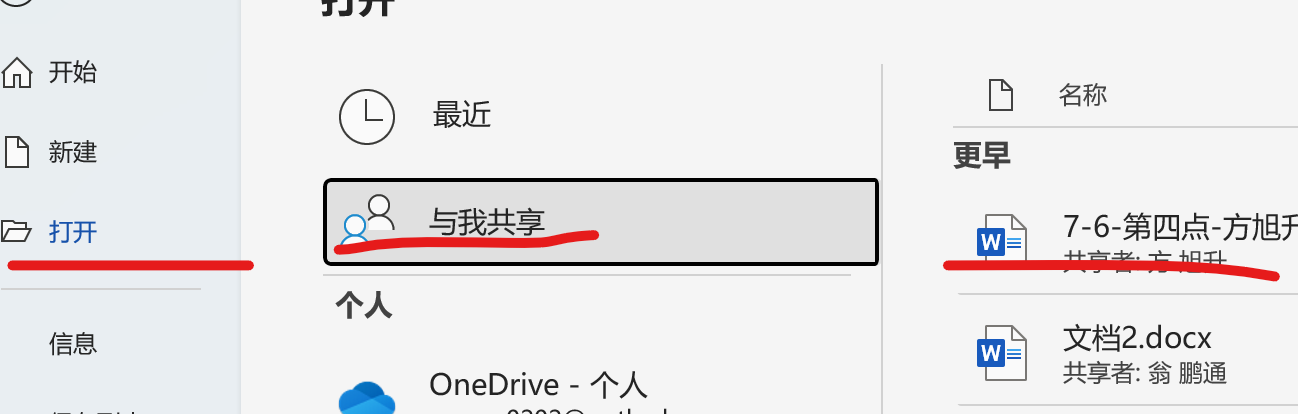 打开
开始
新建
打开
信息
最近
与我共享
个人
OneDrive - 个人
名称
更早
7-6-第四点-方旭升
共享者: 方 旭升
文档2.docx
共享者: 翁 鹏通